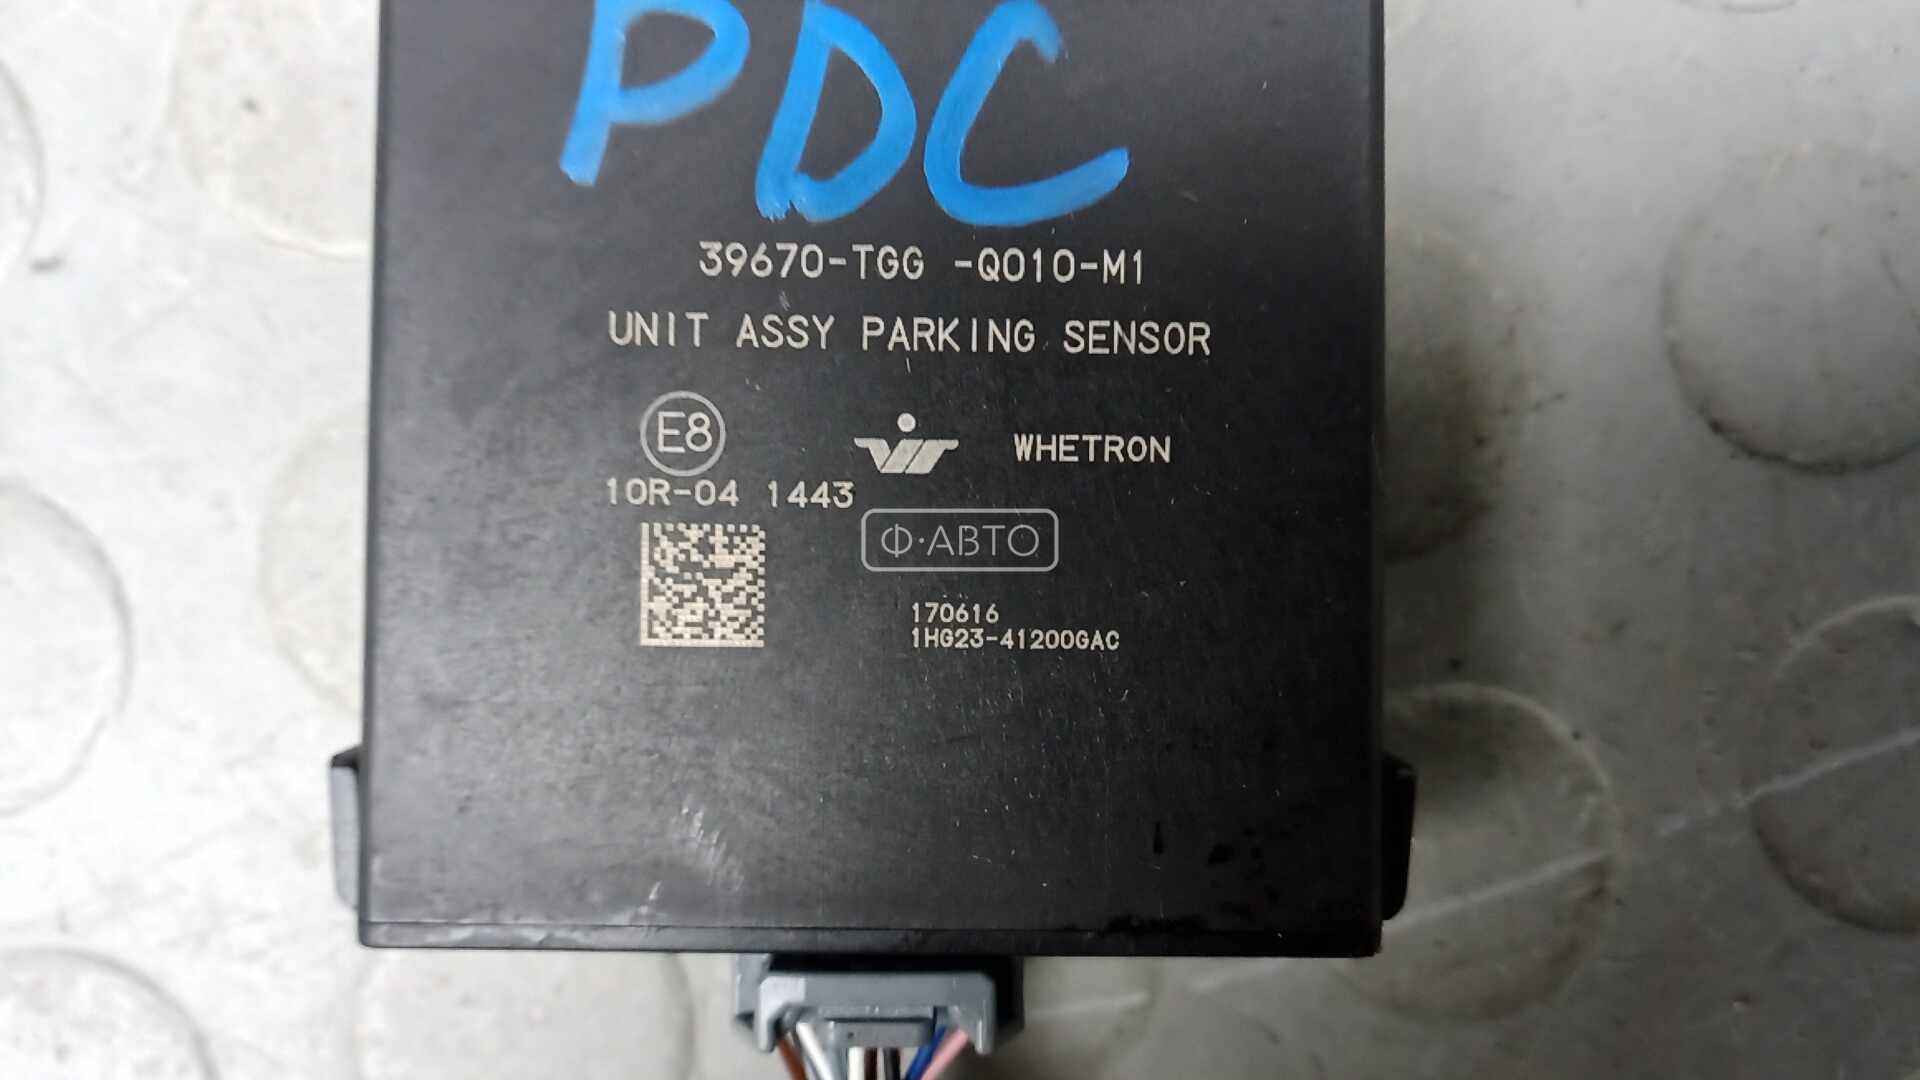 PDC
39670-TGG -Q010-M1
UNIT ASSY PARKING SENSOR
E8
WHETRON
10R-04 1443
Ф·АВТО
170616
1HG23-41200GAC